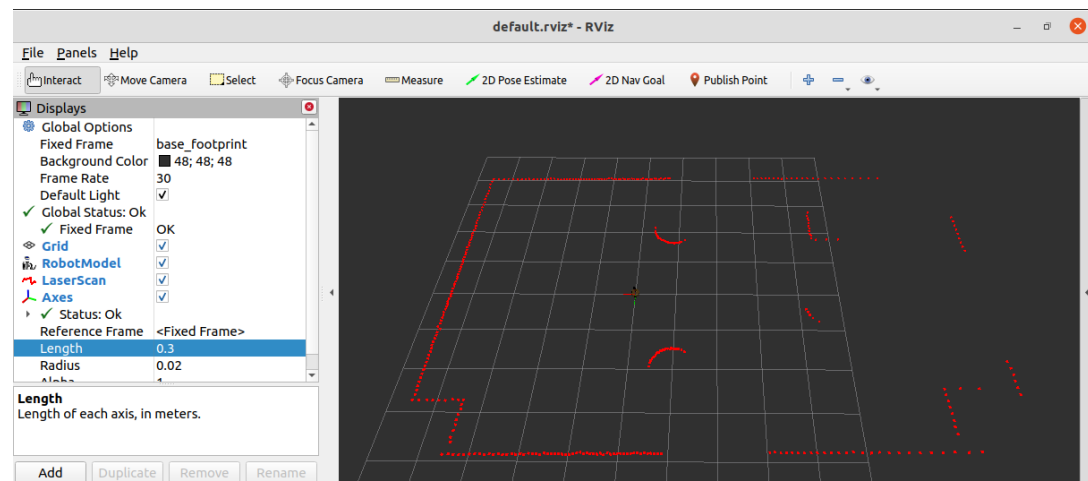 default.rviz* - RViz
File Panels Help
Interact Move Camera Select Focus Camera Measure 2D Pose Estimate 2D Nav Goal Publish Point
Displays
Global Options
Fixed Frame base_footprint
Background Color 48; 48; 48
Frame Rate 30
Default Light ✓
✓ Global Status: Ok
✓ Fixed Frame OK
Grid ✓
RobotModel ✓
LaserScan ✓
Axes ✓
✓ Status: Ok
Reference Frame <Fixed Frame>
Length 0.3
Radius 0.02
Alpha 1
Length
Length of each axis, in meters.
Add Duplicate Remove Rename